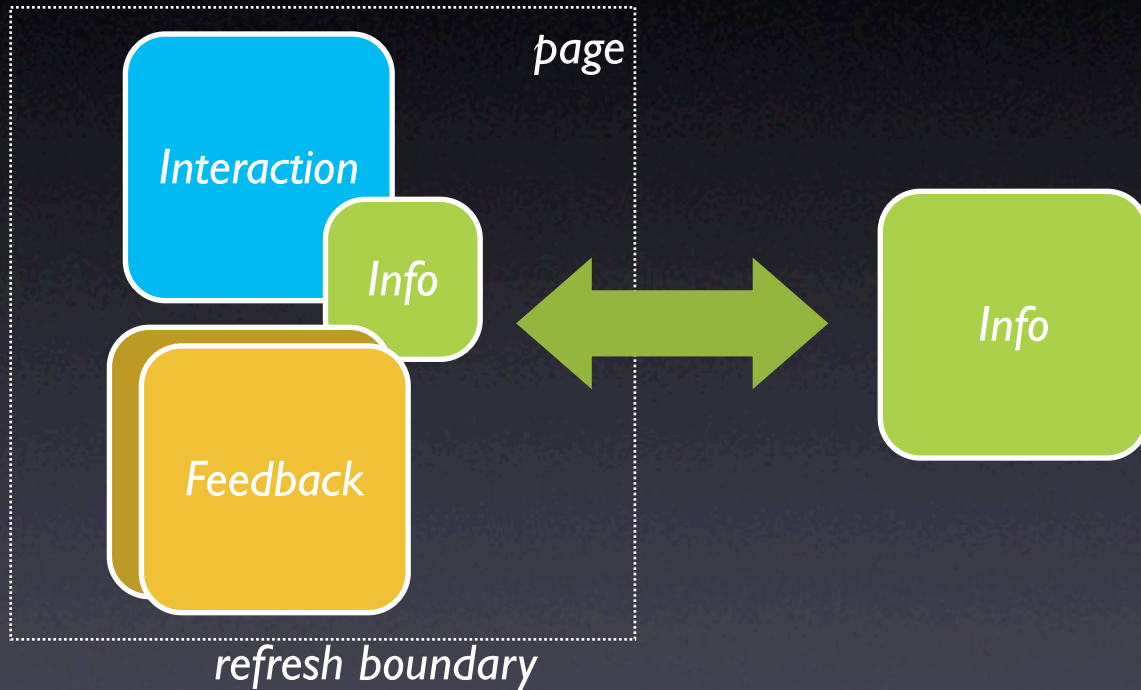 page
Interaction
Info
Info
Feedback
refresh boundary